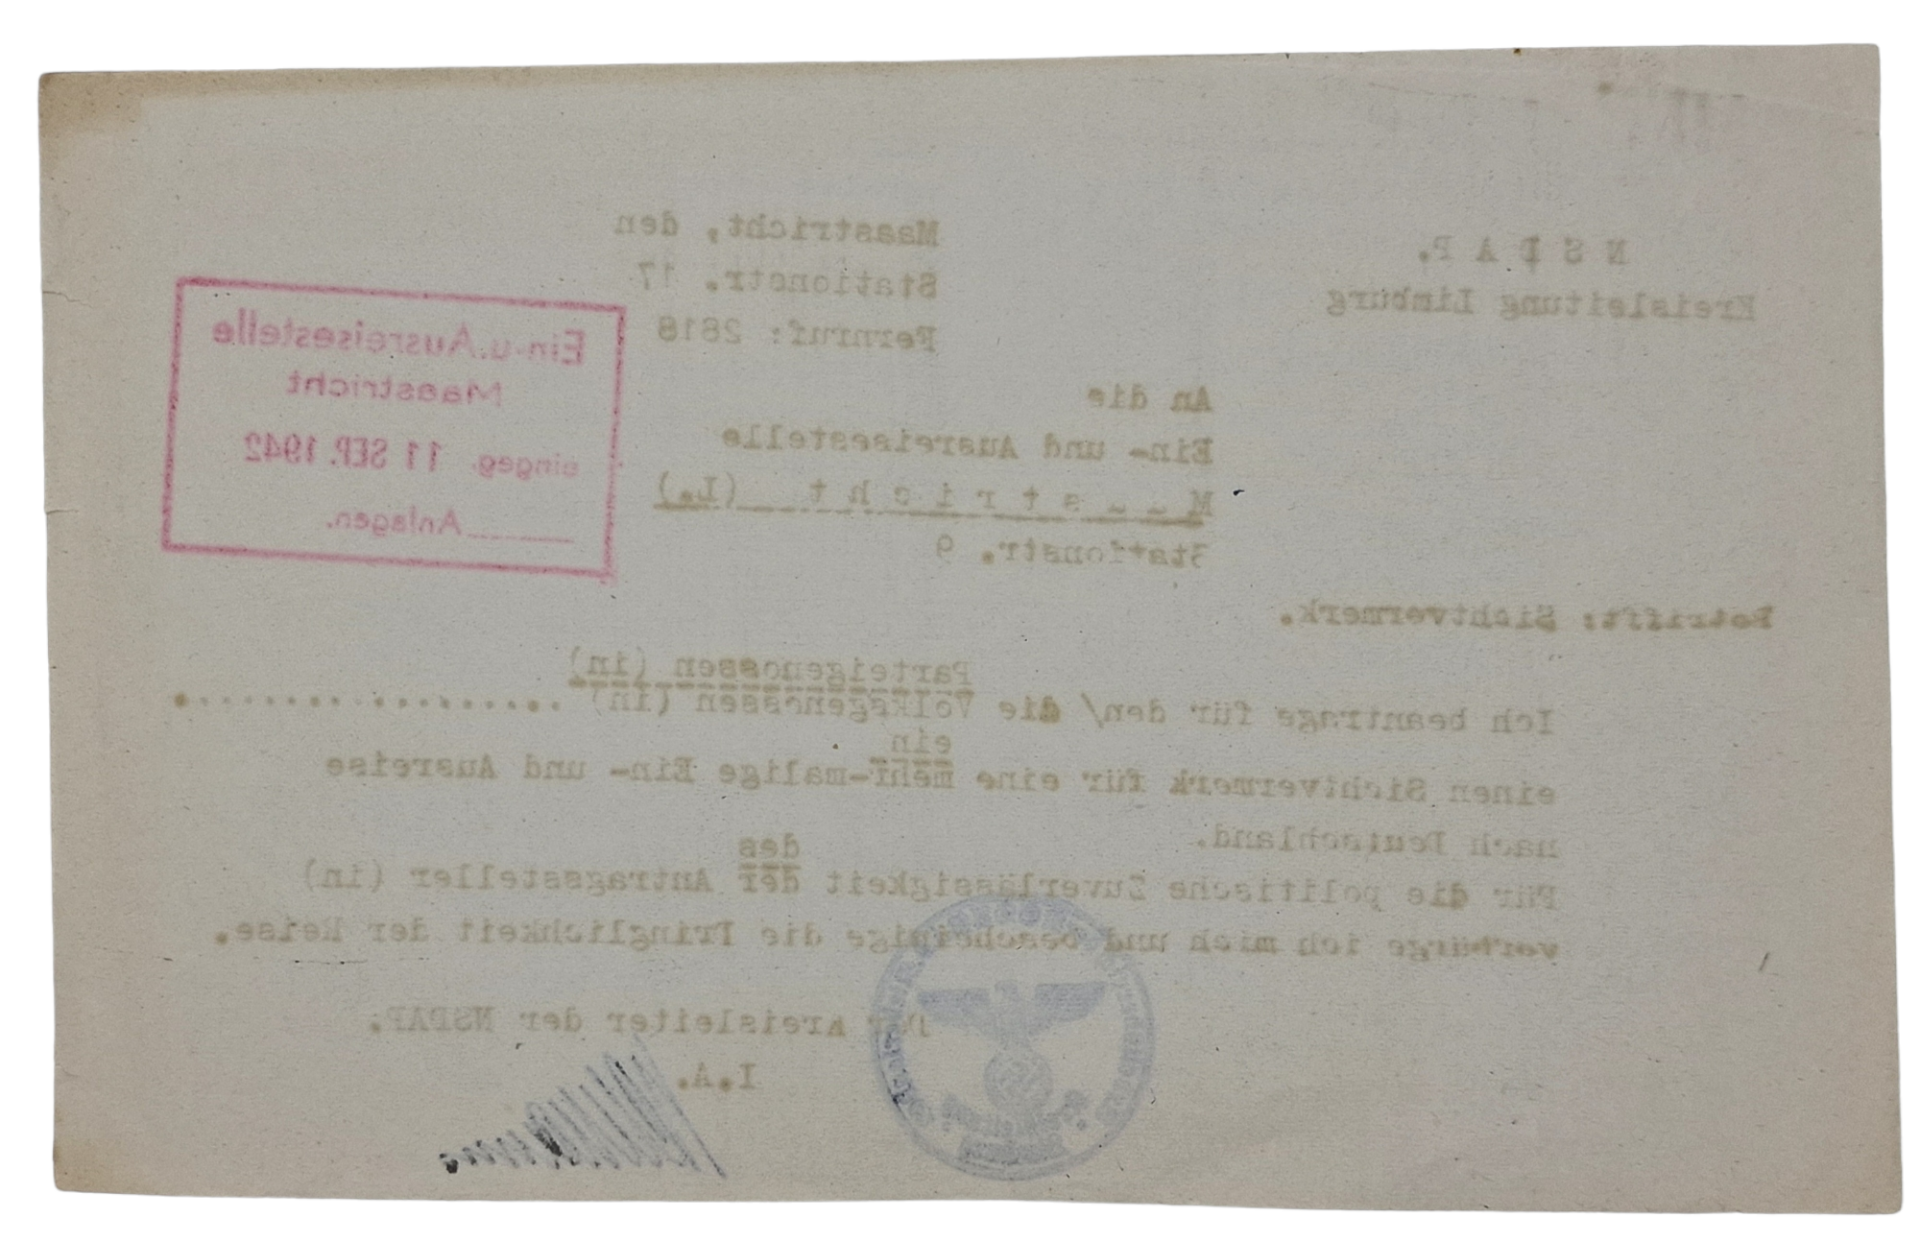 N S D A P.
Kreisleitung Limburg
Maastricht, den
Stationstr. 17
Fernruf: 2818
Ein-u. Ausreisestelle
Maastricht
eingeg. 11 SEP. 1942
Anlagen.
An die
Ein- und Ausreisestelle
M a a s t r i c h t (L.)
Stationstr. 9
Betrifft: Sichtvermerk.
Parteigenossen (in)
Ich beantrage für den/ die Volksgenossen (in) ..................
ein
einen Sichtvermerk für eine mehr-malige Ein- und Ausreise
nach Deutschland.
des
Für die politische Zuverlässigkeit der Antragssteller (in)
verbürge ich mich und bescheinige die Dringlichkeit der Reise.
Der Kreisleiter der NSDAP.
I.A.